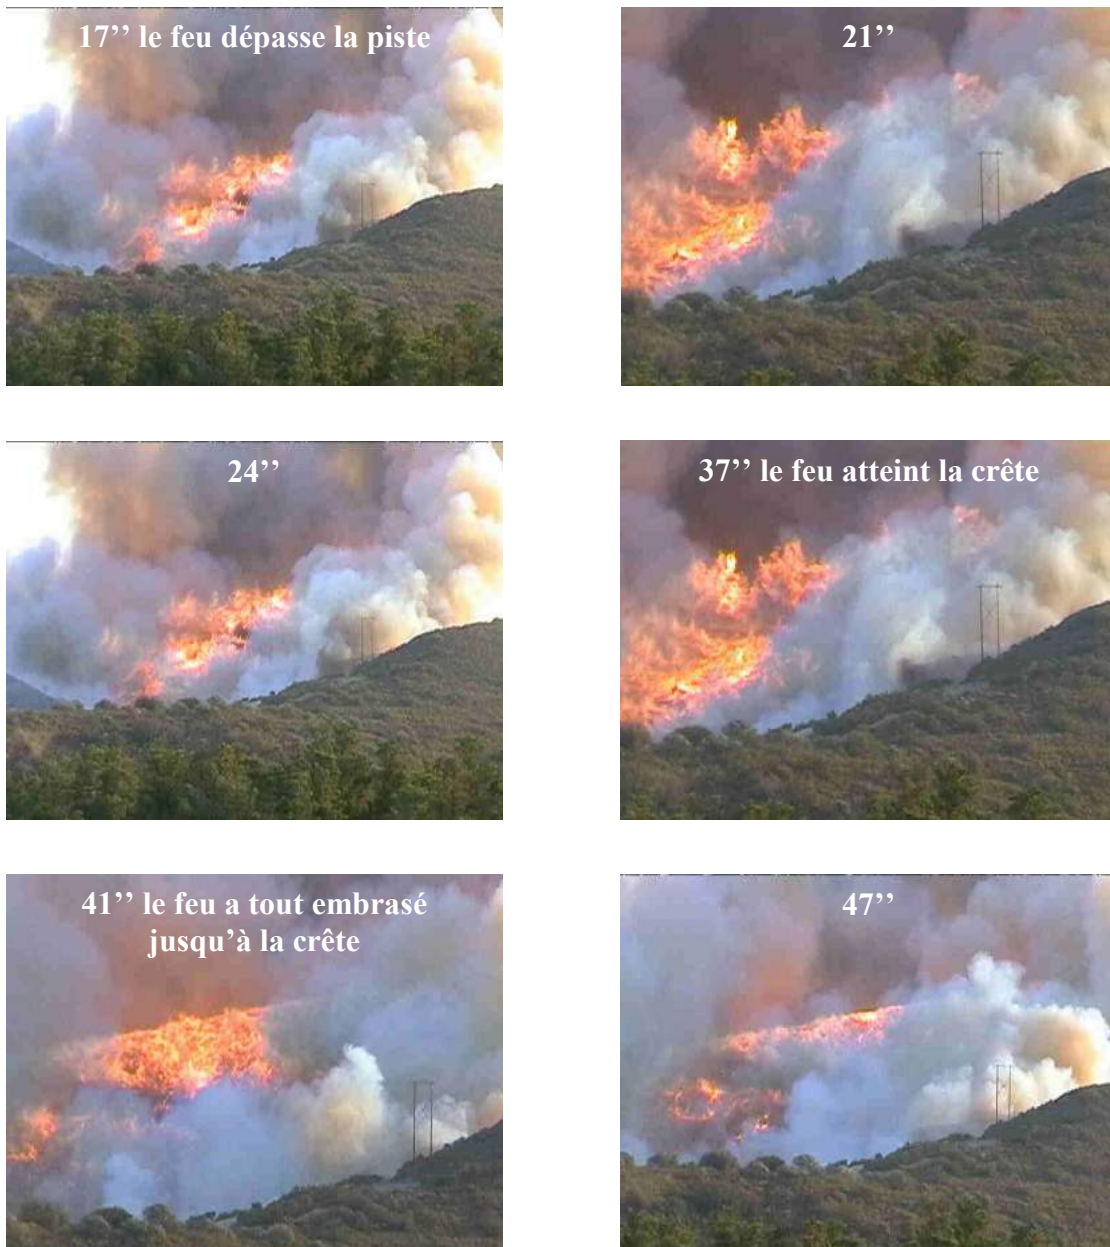 17’’ le feu dépasse la piste
21’’
24’’
37’’ le feu atteint la crête
41’’ le feu a tout embrasé
jusqu’à la crête
47’’